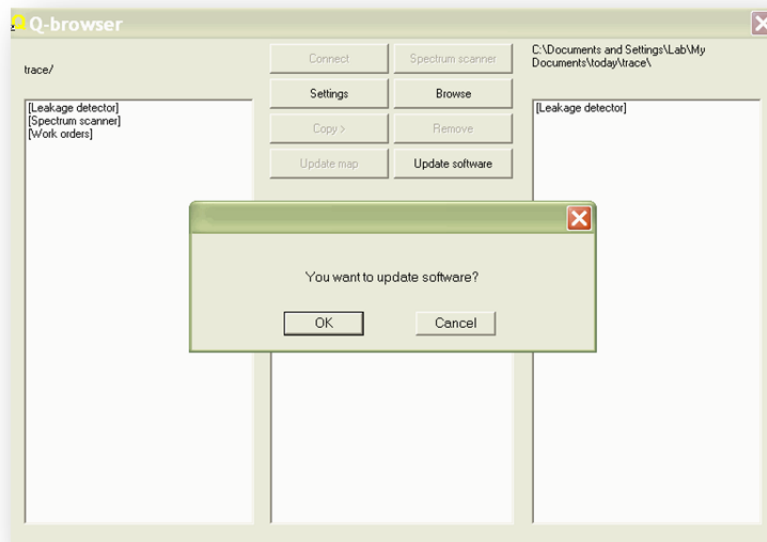 Q-browser
trace/
[Leakage detector]
[Spectrum scanner]
[Work orders]
Connect
Spectrum scanner
Settings
Browse
Copy >
Remove
Update map
Update software
C:\Documents and Settings\Lab\My
Documents\today\trace\
[Leakage detector]
You want to update software?
OK
Cancel